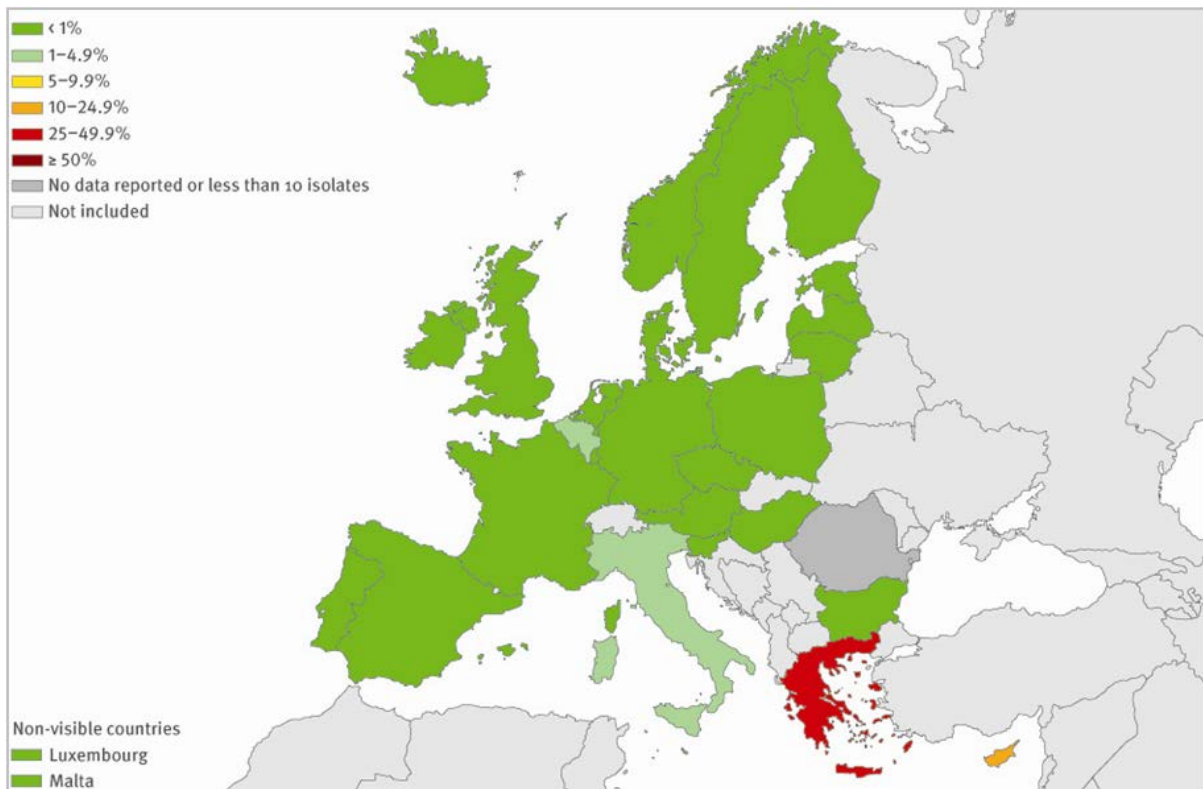 < 1%
1–4.9%
5–9.9%
10–24.9%
25–49.9%
≥ 50%
No data reported or less than 10 isolates
Not included
Non-visible countries
Luxembourg
Malta